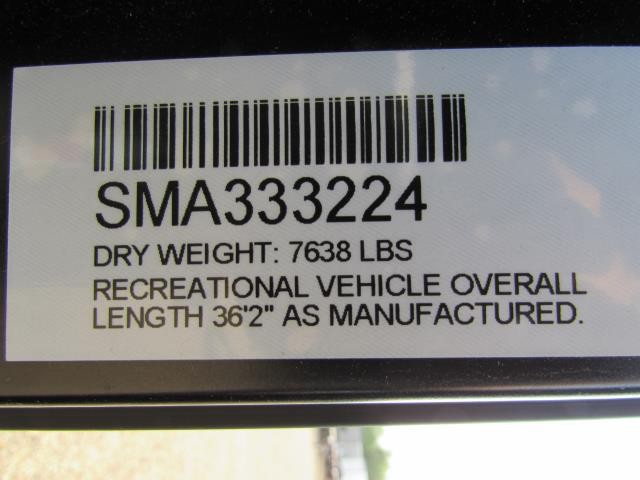 SMA333224
DRY WEIGHT: 7638 LBS
RECREATIONAL VEHICLE OVERALL
LENGTH 36'2" AS MANUFACTURED.